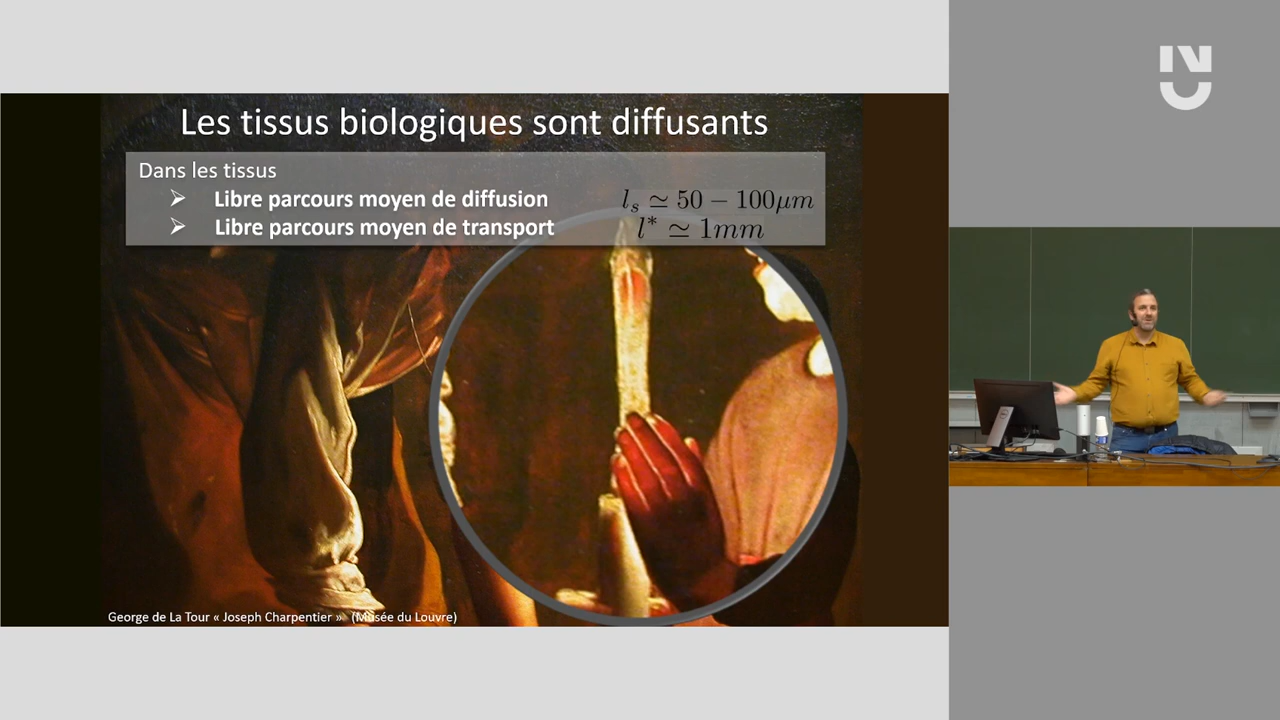 Les tissus biologiques sont diffusants
Dans les tissus
➢ Libre parcours moyen de diffusion l_s ≃ 50 − 100μm
➢ Libre parcours moyen de transport l* ≃ 1mm
George de La Tour « Joseph Charpentier » (Musée du Louvre)